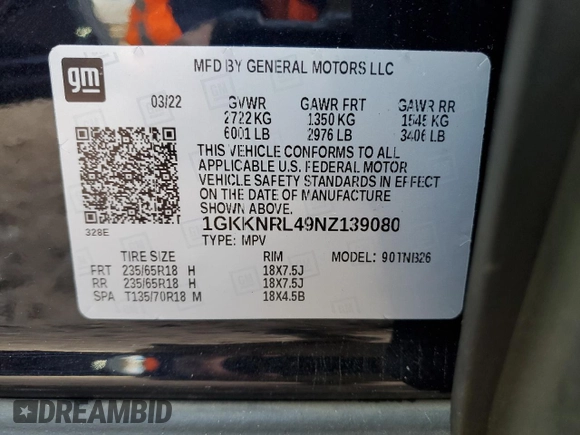 gm
MFD BY GENERAL MOTORS LLC
03/22 GVWR GAWR FRT GAWR RR
2722 KG 1350 KG 1545 KG
6001 LB 2976 LB 3406 LB
THIS VEHICLE CONFORMS TO ALL
APPLICABLE U.S. FEDERAL MOTOR
VEHICLE SAFETY STANDARDS IN EFFECT
ON THE DATE OF MANUFACTURE
SHOWN ABOVE.
328E
1GKKNRL49NZ139080
TYPE: MPV
TIRE SIZE RIM MODEL: 901NB26
FRT 235/65R18 H 18X7.5J
RR 235/65R18 H 18X7.5J
SPA T135/70R18 M 18X4.5B
DREAMBID